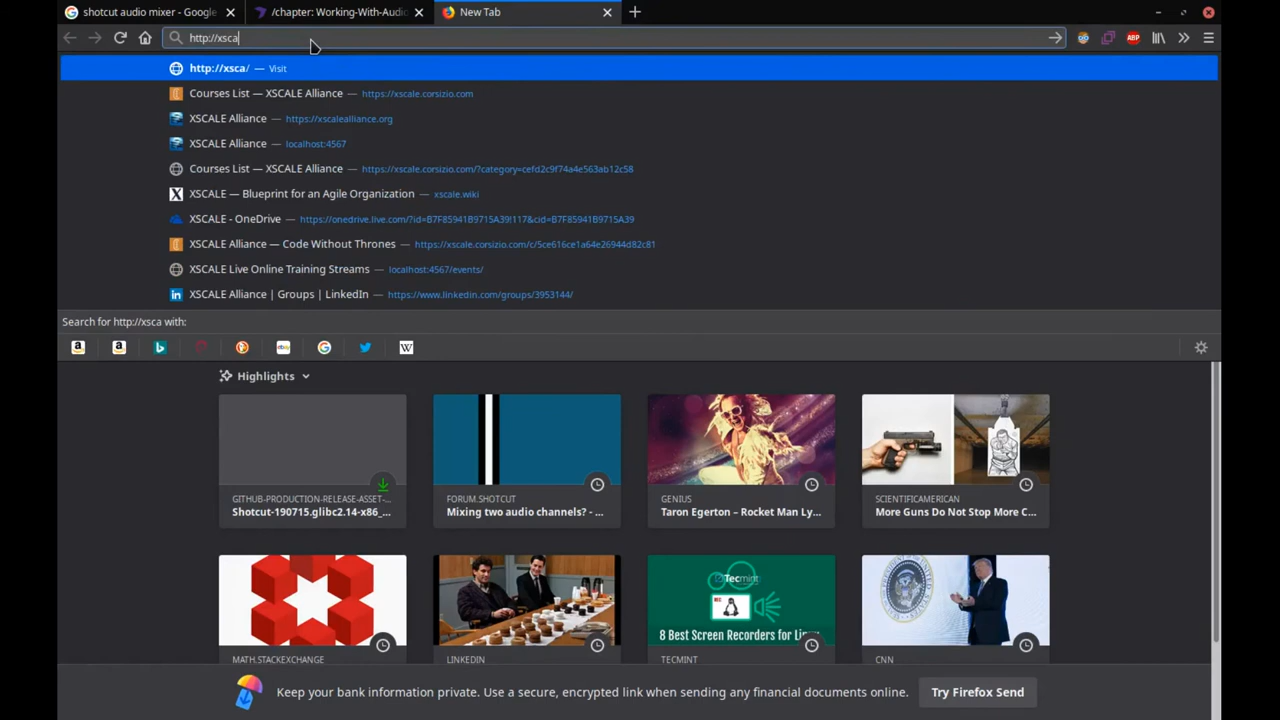 shotcut audio mixer - Google
/chapter: Working-With-Audio
New Tab
http://xsca
http://xsca/ — Visit
Courses List — XSCALE Alliance — https://xscale.corsizio.com
XSCALE Alliance — https://xscalealliance.org
XSCALE Alliance — localhost:4567
Courses List — XSCALE Alliance — https://xscale.corsizio.com/?category=cefd2c9f74a4e563ab12c58
XSCALE — Blueprint for an Agile Organization — xscale.wiki
XSCALE - OneDrive — https://onedrive.live.com/?id=B7F85941B9715A39!117&cid=B7F85941B9715A39
XSCALE Alliance — Code Without Thrones — https://xscale.corsizio.com/c/5ce616ce1a64e26944d82c81
XSCALE Live Online Training Streams — localhost:4567/events/
XSCALE Alliance | Groups | LinkedIn — https://www.linkedin.com/groups/3953144/
Search for http://xsca with:
Highlights
GITHUB-PRODUCTION-RELEASE-ASSET-...
Shotcut-190715.glibc2.14-x86_...
FORUM.SHOTCUT
Mixing two audio channels? - ...
GENIUS
Taron Egerton – Rocket Man Ly...
SCIENTIFICAMERICAN
More Guns Do Not Stop More C...
Tecmint
8 Best Screen Recorders for Linux
MATH.STACKEXCHANGE
LINKEDIN
TECMINT
CNN
Keep your bank information private. Use a secure, encrypted link when sending any financial documents online.
Try Firefox Send
ABP